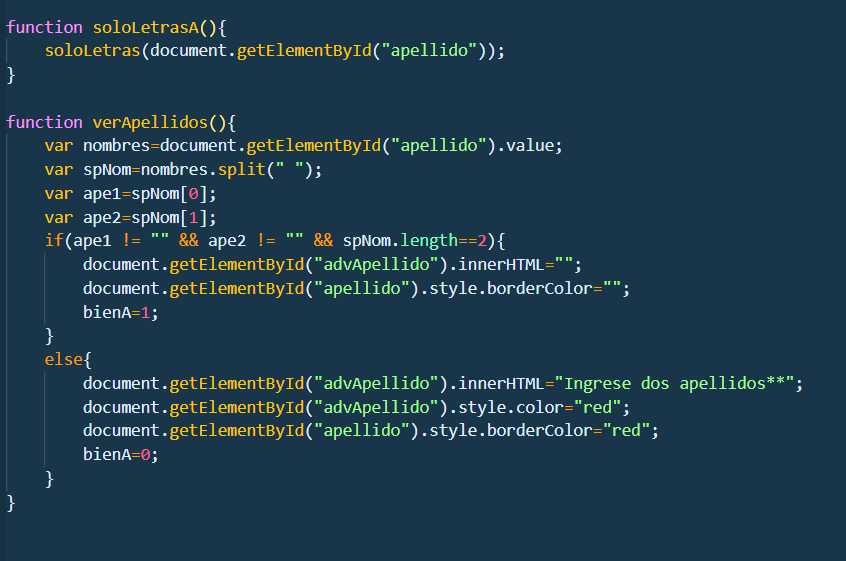 function soloLetrasA(){
    soloLetras(document.getElementById("apellido"));
}
function verApellidos(){
    var nombres=document.getElementById("apellido").value;
    var spNom=nombres.split(" ");
    var ape1=spNom[0];
    var ape2=spNom[1];
    if(ape1 != "" && ape2 != "" && spNom.length==2){
        document.getElementById("advApellido").innerHTML="";
        document.getElementById("apellido").style.borderColor="";
        bienA=1;
    }
    else{
        document.getElementById("advApellido").innerHTML="Ingrese dos apellidos**";
        document.getElementById("advApellido").style.color="red";
        document.getElementById("apellido").style.borderColor="red";
        bienA=0;
    }
}